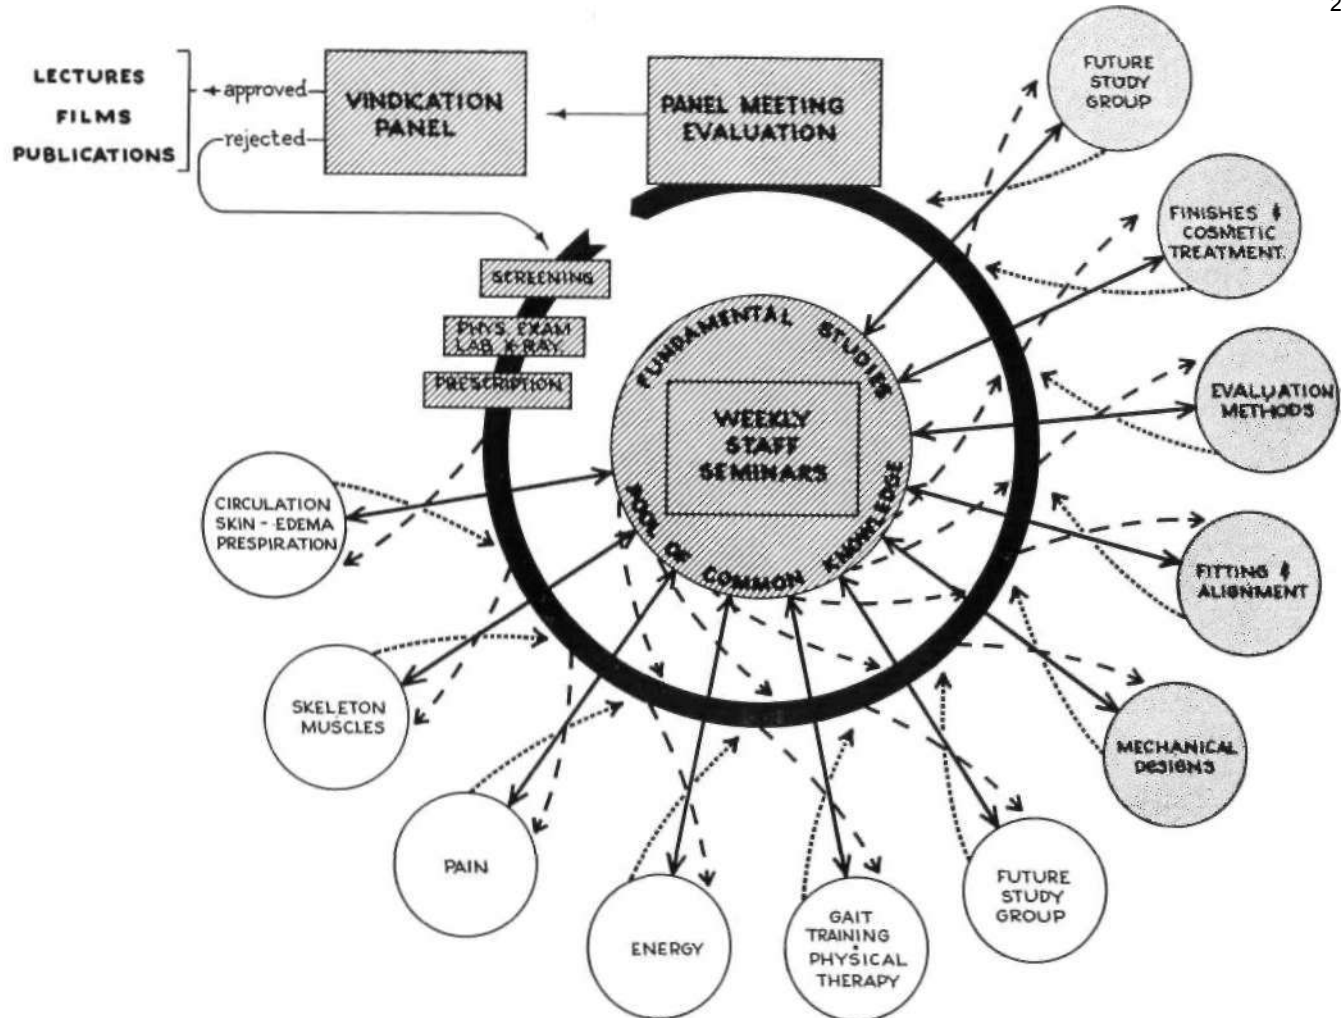 2
LECTURES
FILMS
PUBLICATIONS
approved
rejected
VINDICATION
PANEL
PANEL MEETING
EVALUATION
SCREENING
PHYS. EXAM
LAB. X-RAY
PRESCRIPTION
FUNDAMENTAL STUDIES
WEEKLY
STAFF
SEMINARS
POOL OF COMMON KNOWLEDGE
FUTURE
STUDY
GROUP
FINISHES &
COSMETIC
TREATMENT.
EVALUATION
METHODS
FITTING &
ALIGNMENT
MECHANICAL
DESIGNS
FUTURE
STUDY
GROUP
GAIT
TRAINING
•
PHYSICAL
THERAPY
ENERGY
PAIN
SKELETON
MUSCLES
CIRCULATION
SKIN - EDEMA
PRESPIRATION